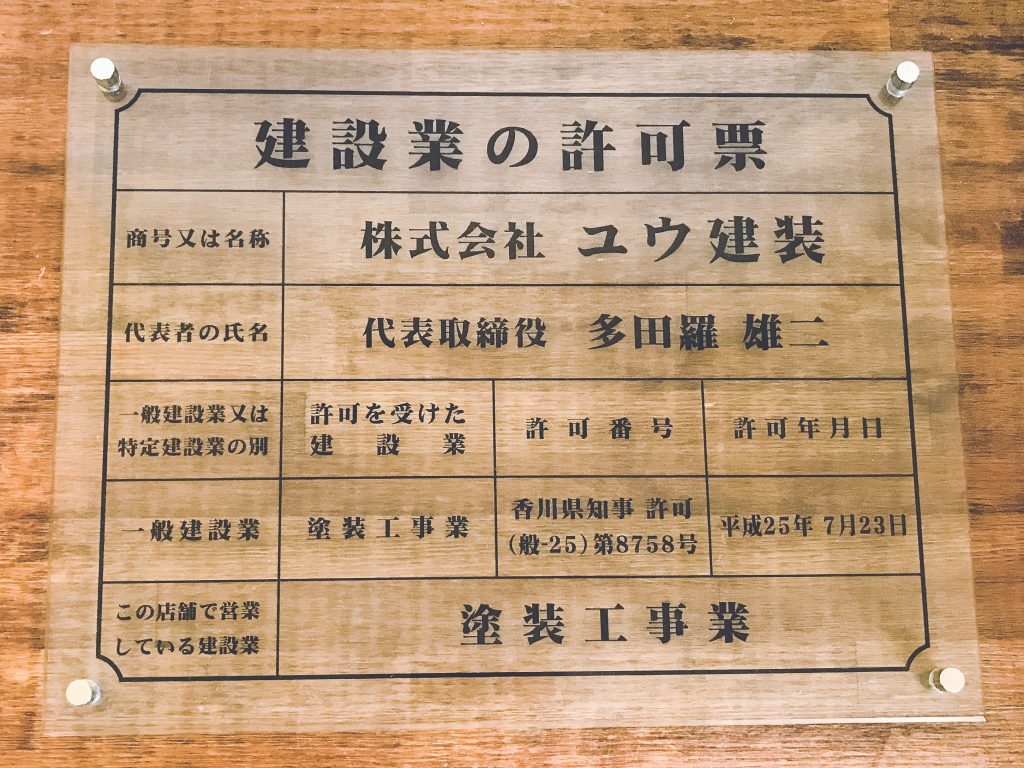 建設業の許可票
商号又は名称
株式会社 ユウ建装
代表者の氏名
代表取締役 多田羅 雄二
一般建設業又は
特定建設業の別
許可を受けた
建設業
許可番号
許可年月日
一般建設業
塗装工事業
香川県知事 許可
(般-25)第8758号
平成25年 7月23日
この店舗で営業
している建設業
塗装工事業